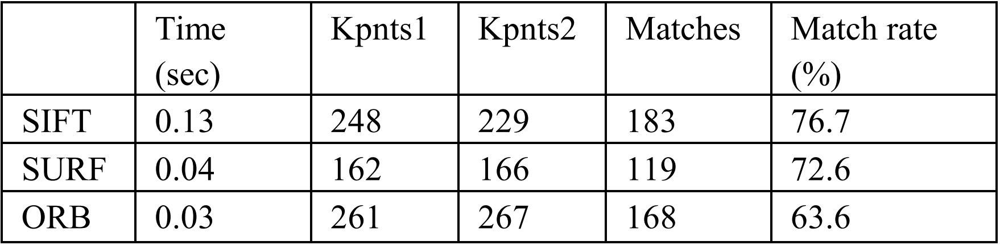 Time (sec) Kpnts1 Kpnts2 Matches Match rate (%)
SIFT 0.13 248 229 183 76.7
SURF 0.04 162 166 119 72.6
ORB 0.03 261 267 168 63.6